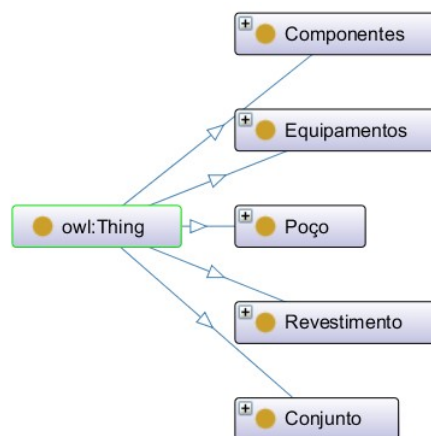 Componentes
Equipamentos
owl:Thing
Poço
Revestimento
Conjunto